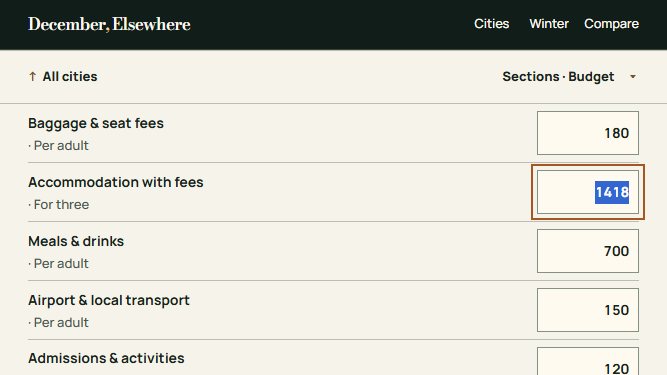 December, Elsewhere
Cities Winter Compare
↑ All cities
Sections · Budget
Baggage & seat fees
· Per adult
180
Accommodation with fees
· For three
1418
Meals & drinks
· Per adult
700
Airport & local transport
· Per adult
150
Admissions & activities
120